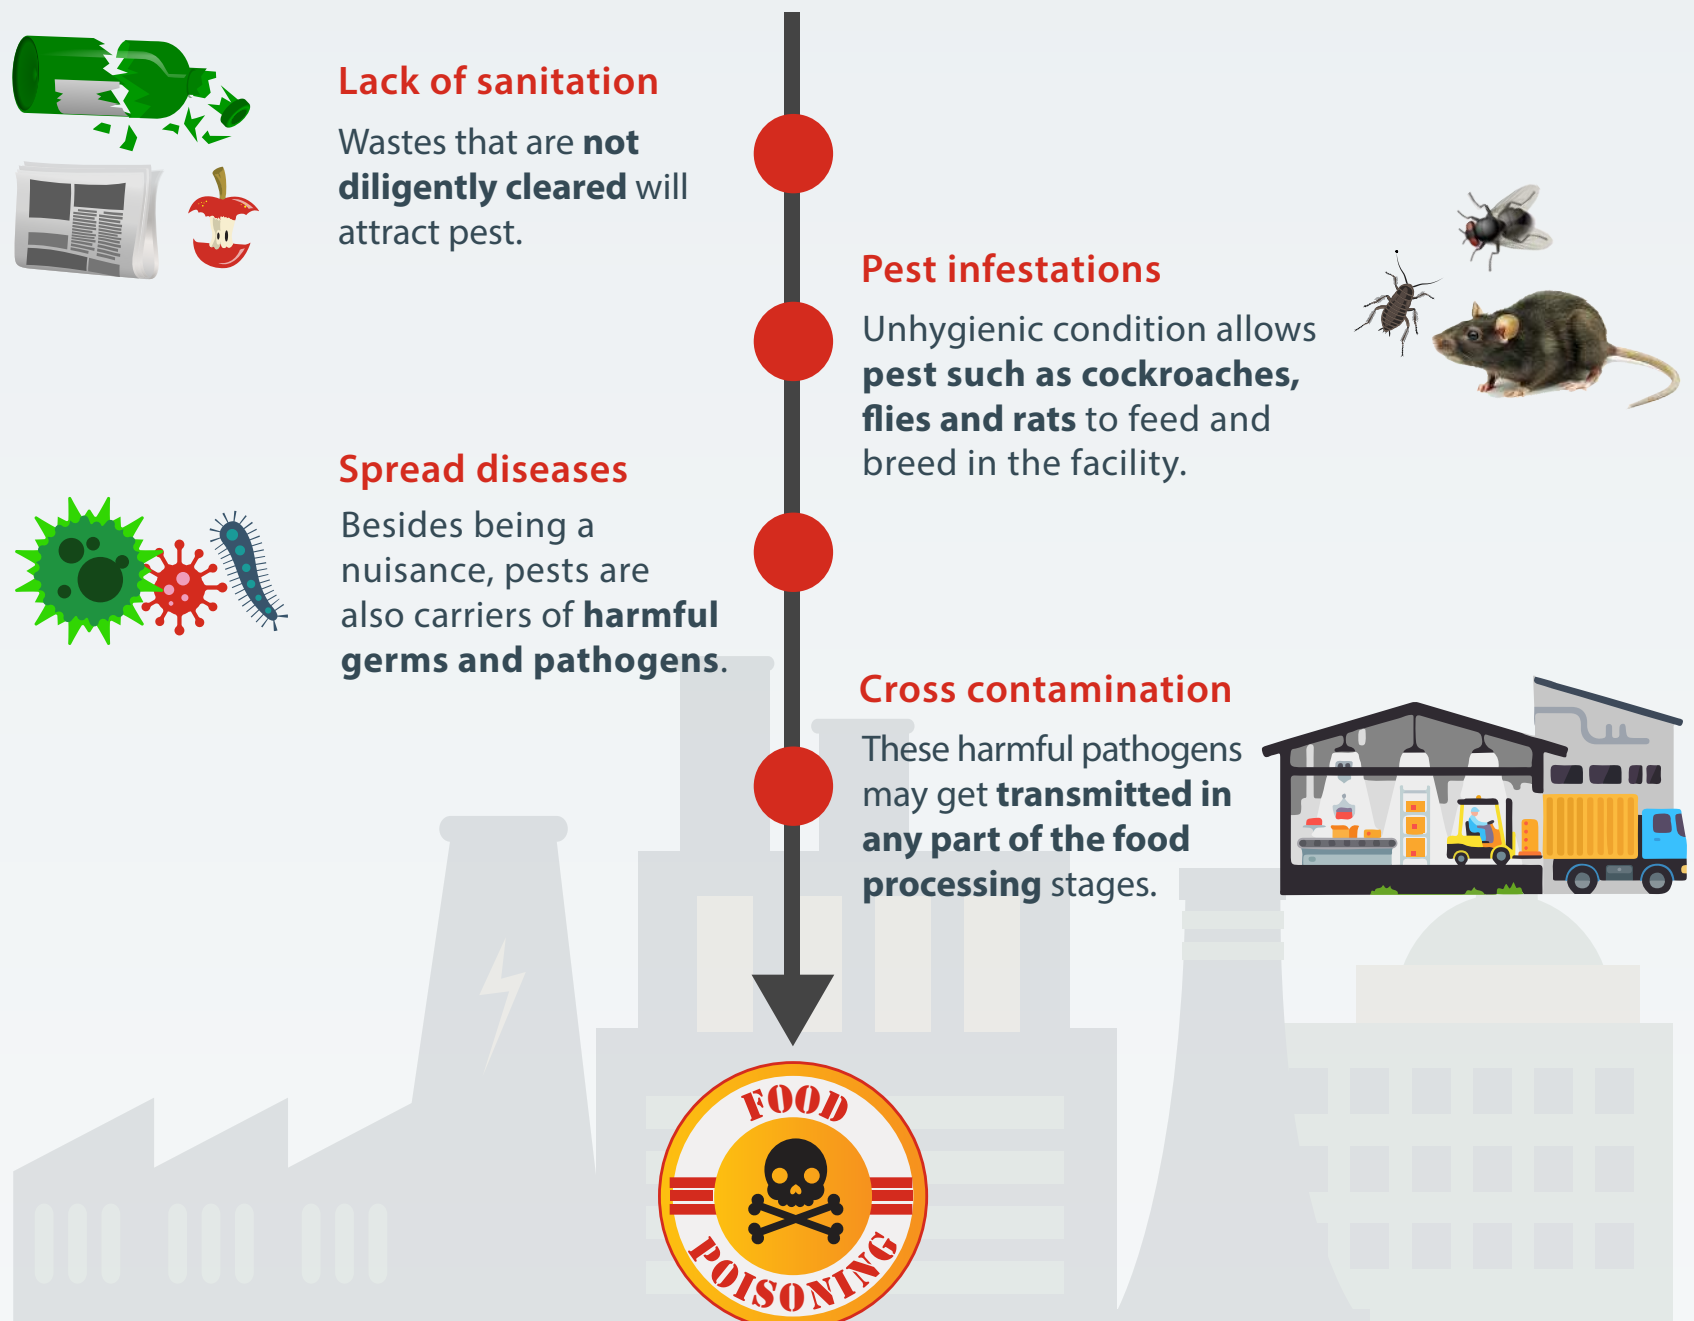 Lack of sanitation
Wastes that are not
diligently cleared will
attract pest.
Pest infestations
Unhygienic condition allows
pest such as cockroaches,
flies and rats to feed and
breed in the facility.
Spread diseases
Besides being a
nuisance, pests are
also carriers of harmful
germs and pathogens.
Cross contamination
These harmful pathogens
may get transmitted in
any part of the food
processing stages.
FOOD
POISONING